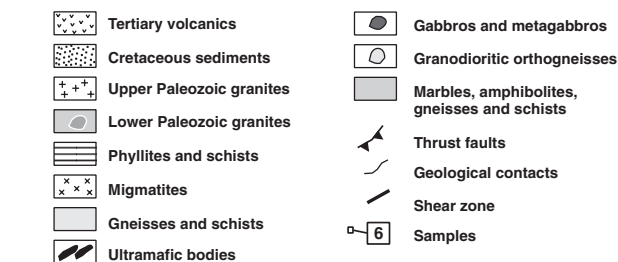 Tertiary volcanics
Cretaceous sediments
Upper Paleozoic granites
Lower Paleozoic granites
Phyllites and schists
Migmatites
Gneisses and schists
Ultramafic bodies
Gabbros and metagabbros
Granodioritic orthogneisses
Marbles, amphibolites,
gneisses and schists
Thrust faults
Geological contacts
Shear zone
6 Samples